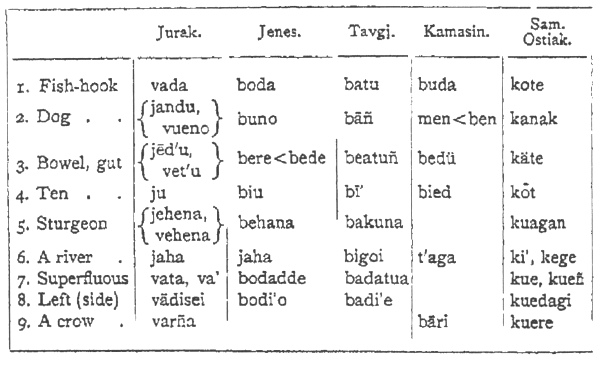 Jurak. Jenes. Tavgj. Kamasin. Sam. Ostiak.
1. Fish-hook vada boda batu buda kote
2. Dog . . {jandu, vueno} buno bāñ men<ben kanak
3. Bowel, gut {jēd'u, vet'u} bere<bede beatuñ bedü käte
4. Ten . . ju biu bī' bied kōt
5. Sturgeon {jehena, vehena} behana bakuna kuagan
6. A river . jaha jaha bigoi t'aga ki', kege
7. Superfluous vata, va' bodadde badatua kue, kueñ
8. Left (side) vādisei bodi'o badi'e kuedagi
9. A crow . varña bāri kuere